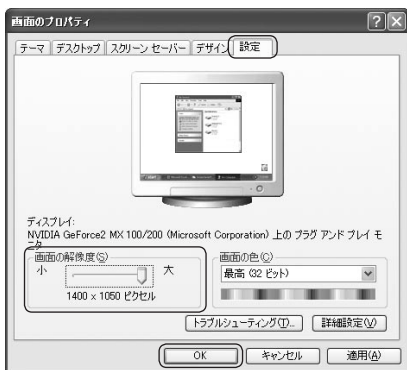 画面のプロパティ
テーマ デスクトップ スクリーン セーバー デザイン 設定
ディスプレイ:
NVIDIA GeForce2 MX 100/200 (Microsoft Corporation) 上の プラグ アンド プレイ モ
ニタ
画面の解像度(S)
小 大
1400 x 1050 ピクセル
画面の色(C)
最高 (32 ビット)
トラブルシューティング(T)... 詳細設定(V)
OK キャンセル 適用(A)